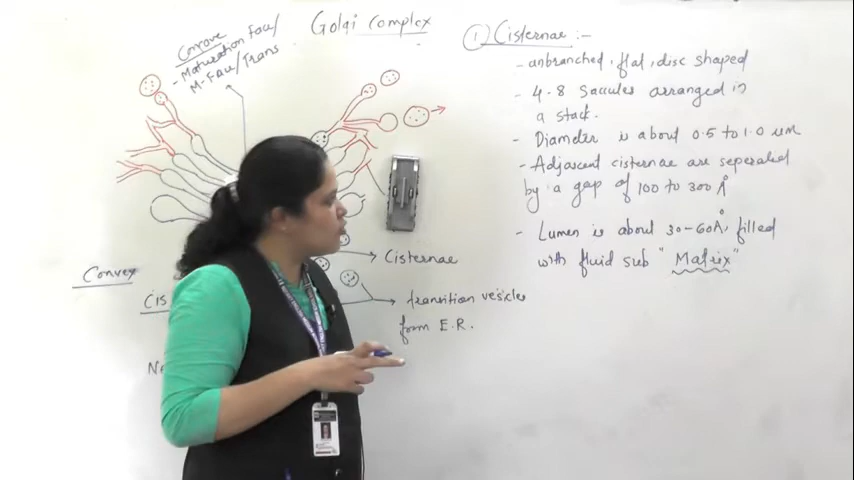 Golgi Complex
Concave
- Maturation Face/
M-Face/Trans
① Cisternae :-
- unbranched, flat, disc shaped
- 4-8 Saccules arranged in
a stack.
- Diameter is about 0.5 to 1.0 um
- Adjacent cisternae are seperated
by a gap of 100 to 300 Å
- Lumen is about 30-60Å, filled
with fluid sub "Matrix"
Cisternae
Convex
Cis
transition vesicles
from E.R.